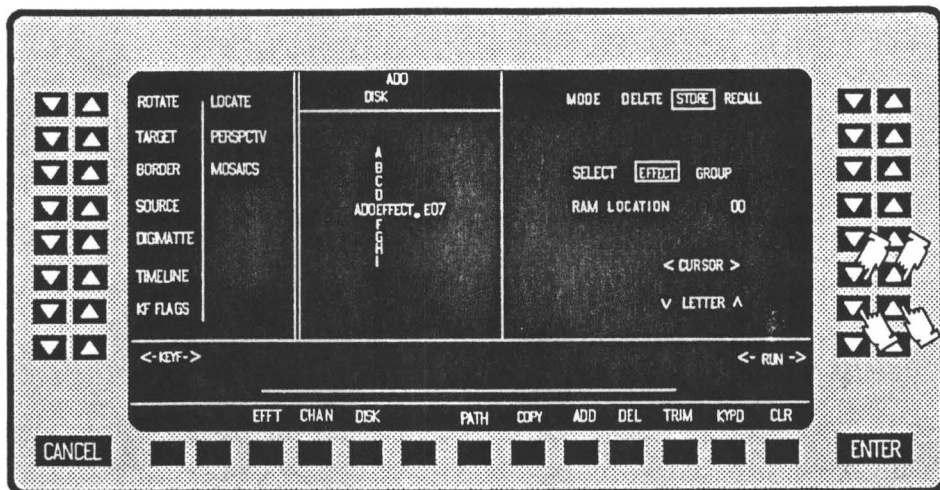 ADO
DISK
ROTATE LOCATE
TARGET PERSPCTV
BORDER MOSAICS
SOURCE
DIGIMATTE
TIMELINE
KF FLAGS
A
B
C
D
ADOEFFECT.E07
F
G
H
I
MODE DELETE STORE RECALL
SELECT EFFECT GROUP
RAM LOCATION 00
< CURSOR >
V LETTER Λ
<-KEYF-> <- RUN ->
EFFT CHAN DISK PATH COPY ADD DEL TRIM KYPD CLR
CANCEL ENTER